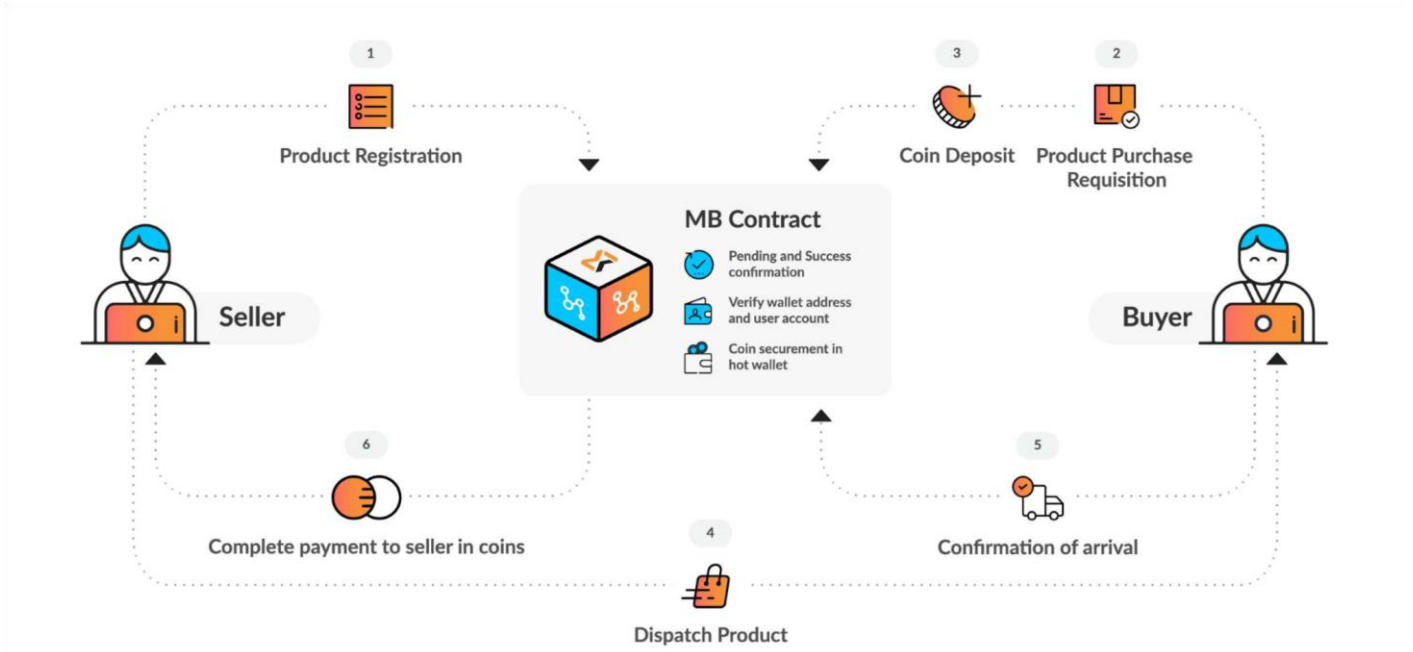 1
Product Registration
3
Coin Deposit
2
Product Purchase
Requisition
MB Contract
Pending and Success
confirmation
Verify wallet address
and user account
Coin securement in
hot wallet
Seller
Buyer
6
Complete payment to seller in coins
5
Confirmation of arrival
4
Dispatch Product